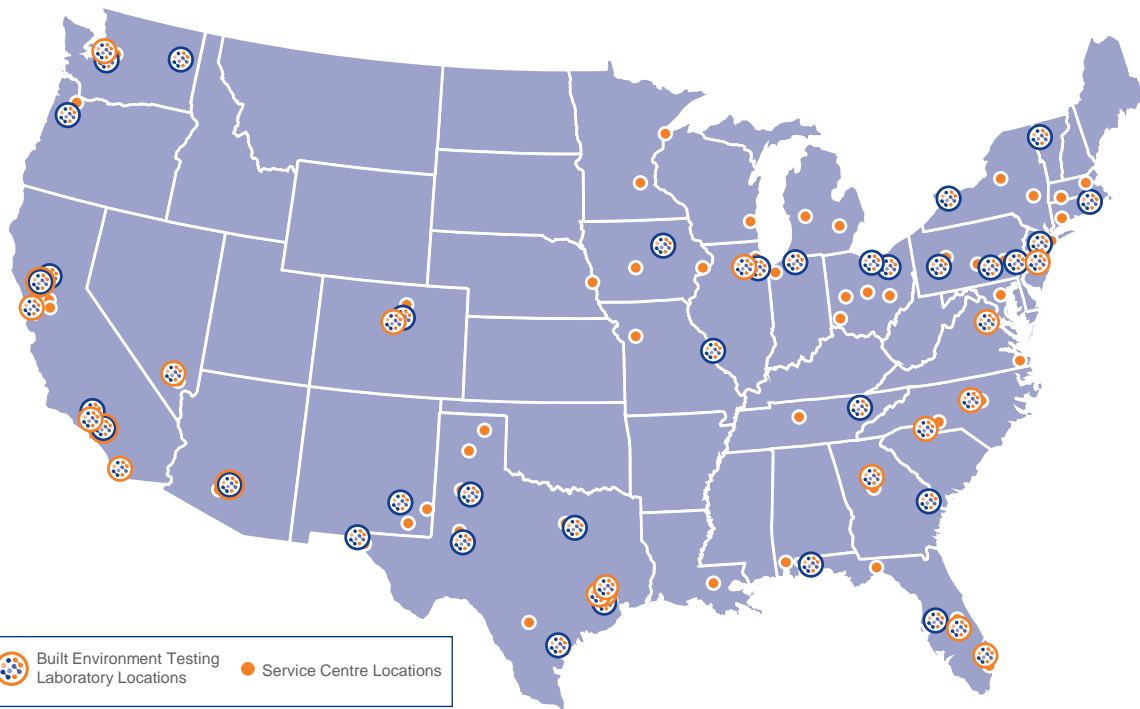 Built Environment Testing
Laboratory Locations
Service Centre Locations